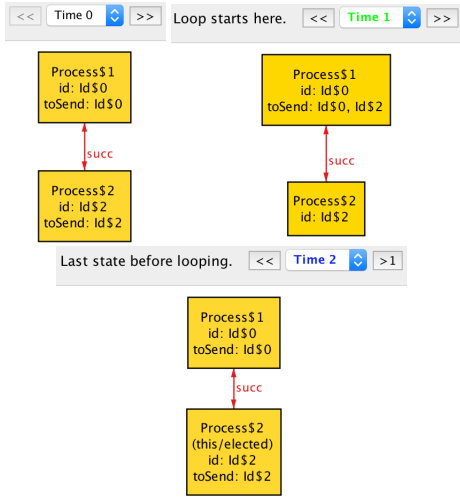 << Time 0 >>
Process$1
id: Id$0
toSend: Id$0
succ
Process$2
id: Id$2
toSend: Id$2
Loop starts here. << Time 1 >>
Process$1
id: Id$0
toSend: Id$0, Id$2
succ
Process$2
id: Id$2
Last state before looping. << Time 2 >1
Process$1
id: Id$0
toSend: Id$0
succ
Process$2
(this/elected)
id: Id$2
toSend: Id$2